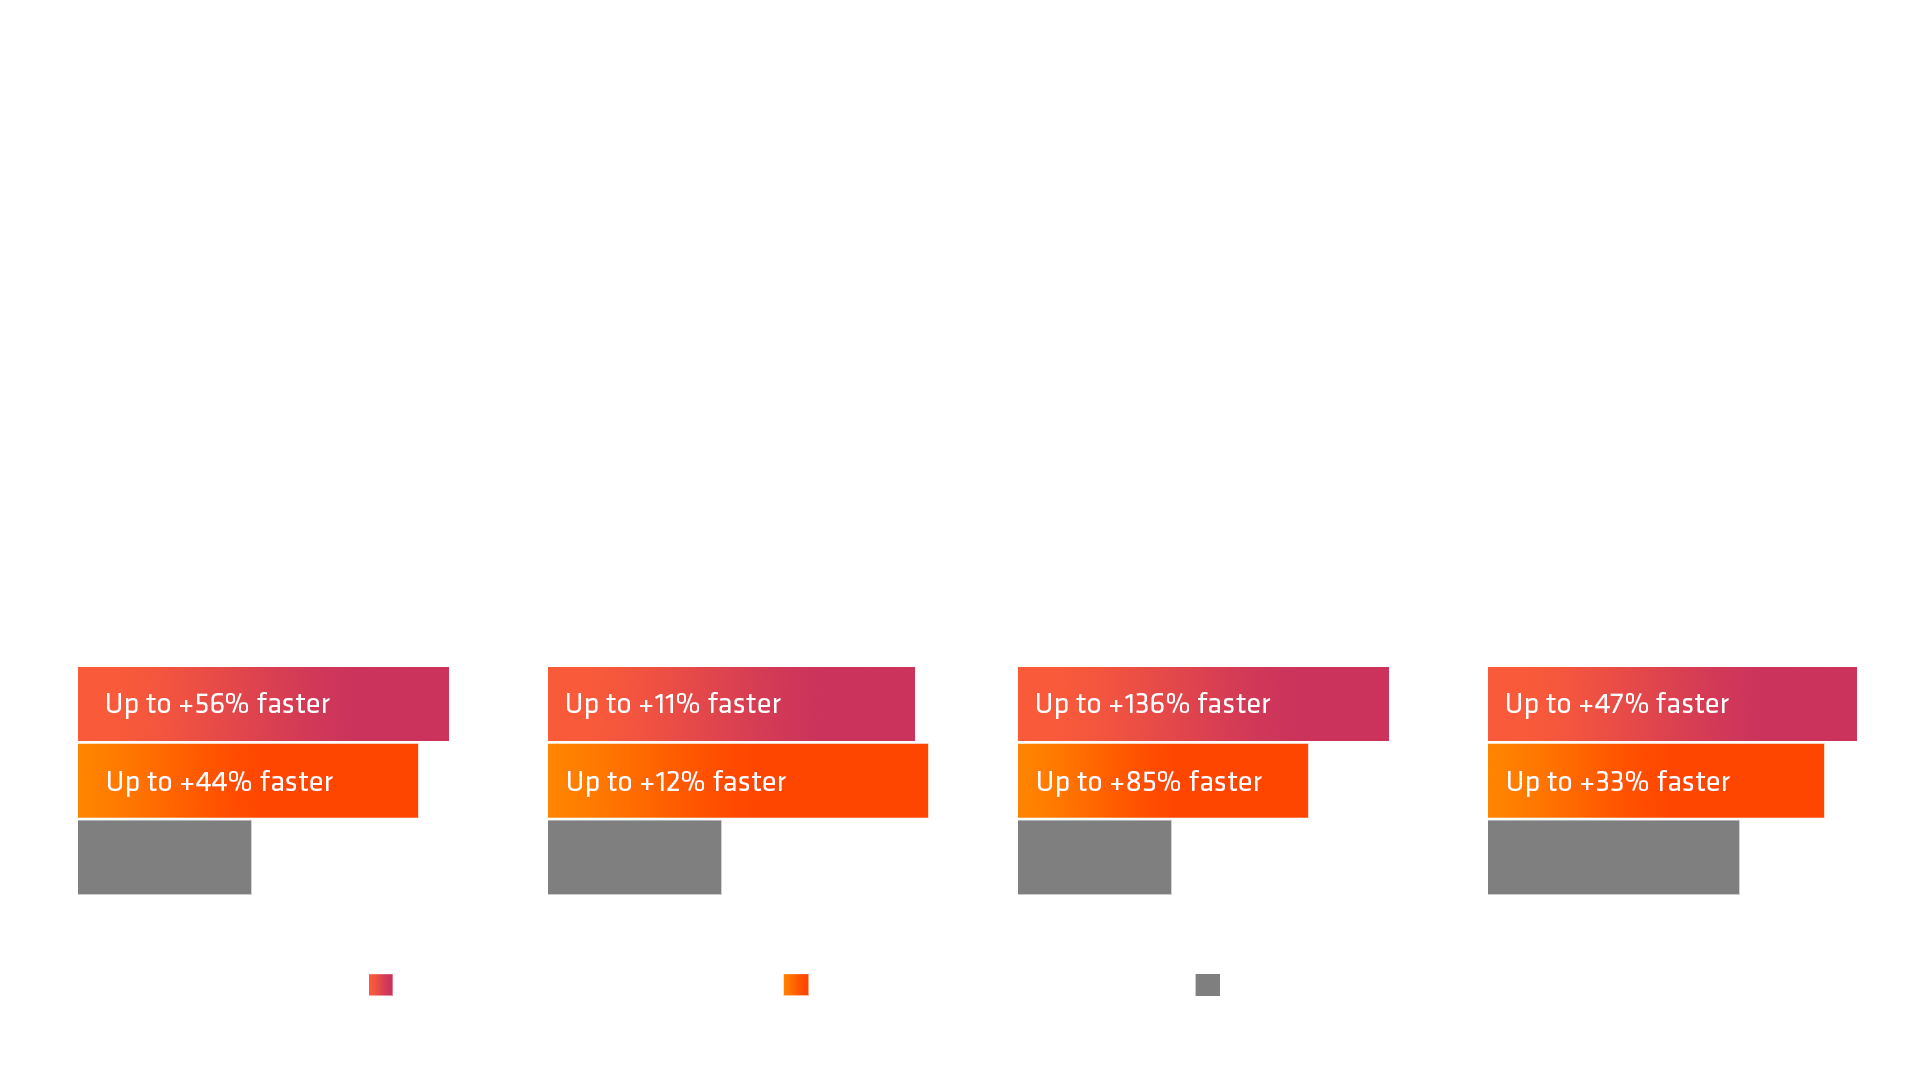 Up to +56% faster
Up to +44% faster
Up to +11% faster
Up to +12% faster
Up to +136% faster
Up to +85% faster
Up to +47% faster
Up to +33% faster